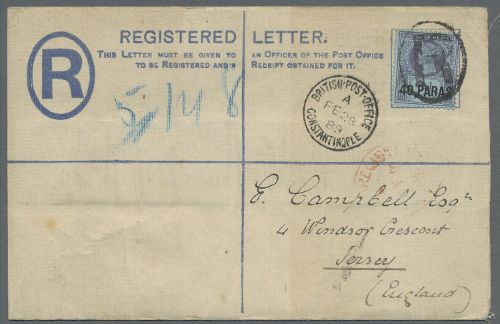 REGISTERED LETTER.
THIS LETTER MUST BE GIVEN TO AN OFFICER OF THE POST OFFICE
TO BE REGISTERED AND A RECEIPT OBTAINED FOR IT.
R
40 PARAS
BRITISH·POST·OFFICE
A
FE 28
89
CONSTANTINOPLE
E. Campbell Esqr
4 Windsor Crescent
Jersey
(England)